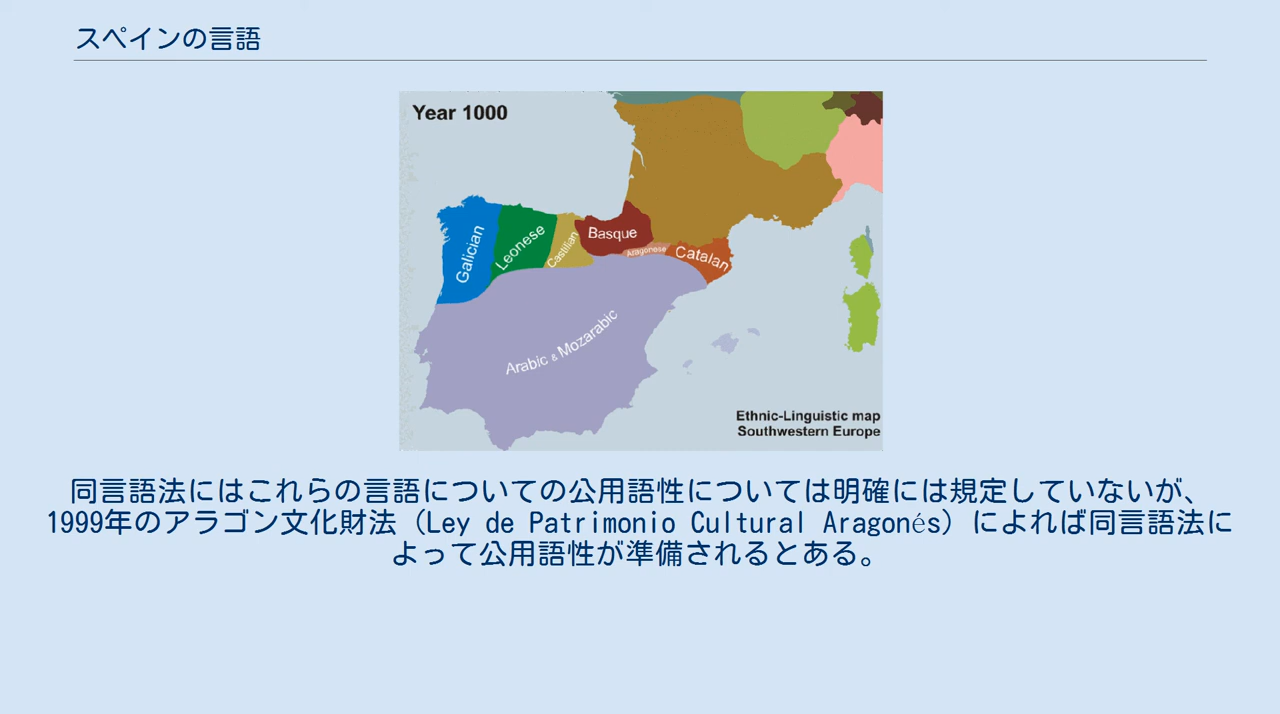 スペインの言語
Year 1000
Galician
Leonese
Castilian
Basque
Aragonese
Catalan
Arabic & Mozarabic
Ethnic-Linguistic map
Southwestern Europe
同言語法にはこれらの言語についての公用語性については明確には規定していないが、
1999年のアラゴン文化財法（Ley de Patrimonio Cultural Aragonés）によれば同言語法に
よって公用語性が準備されるとある。